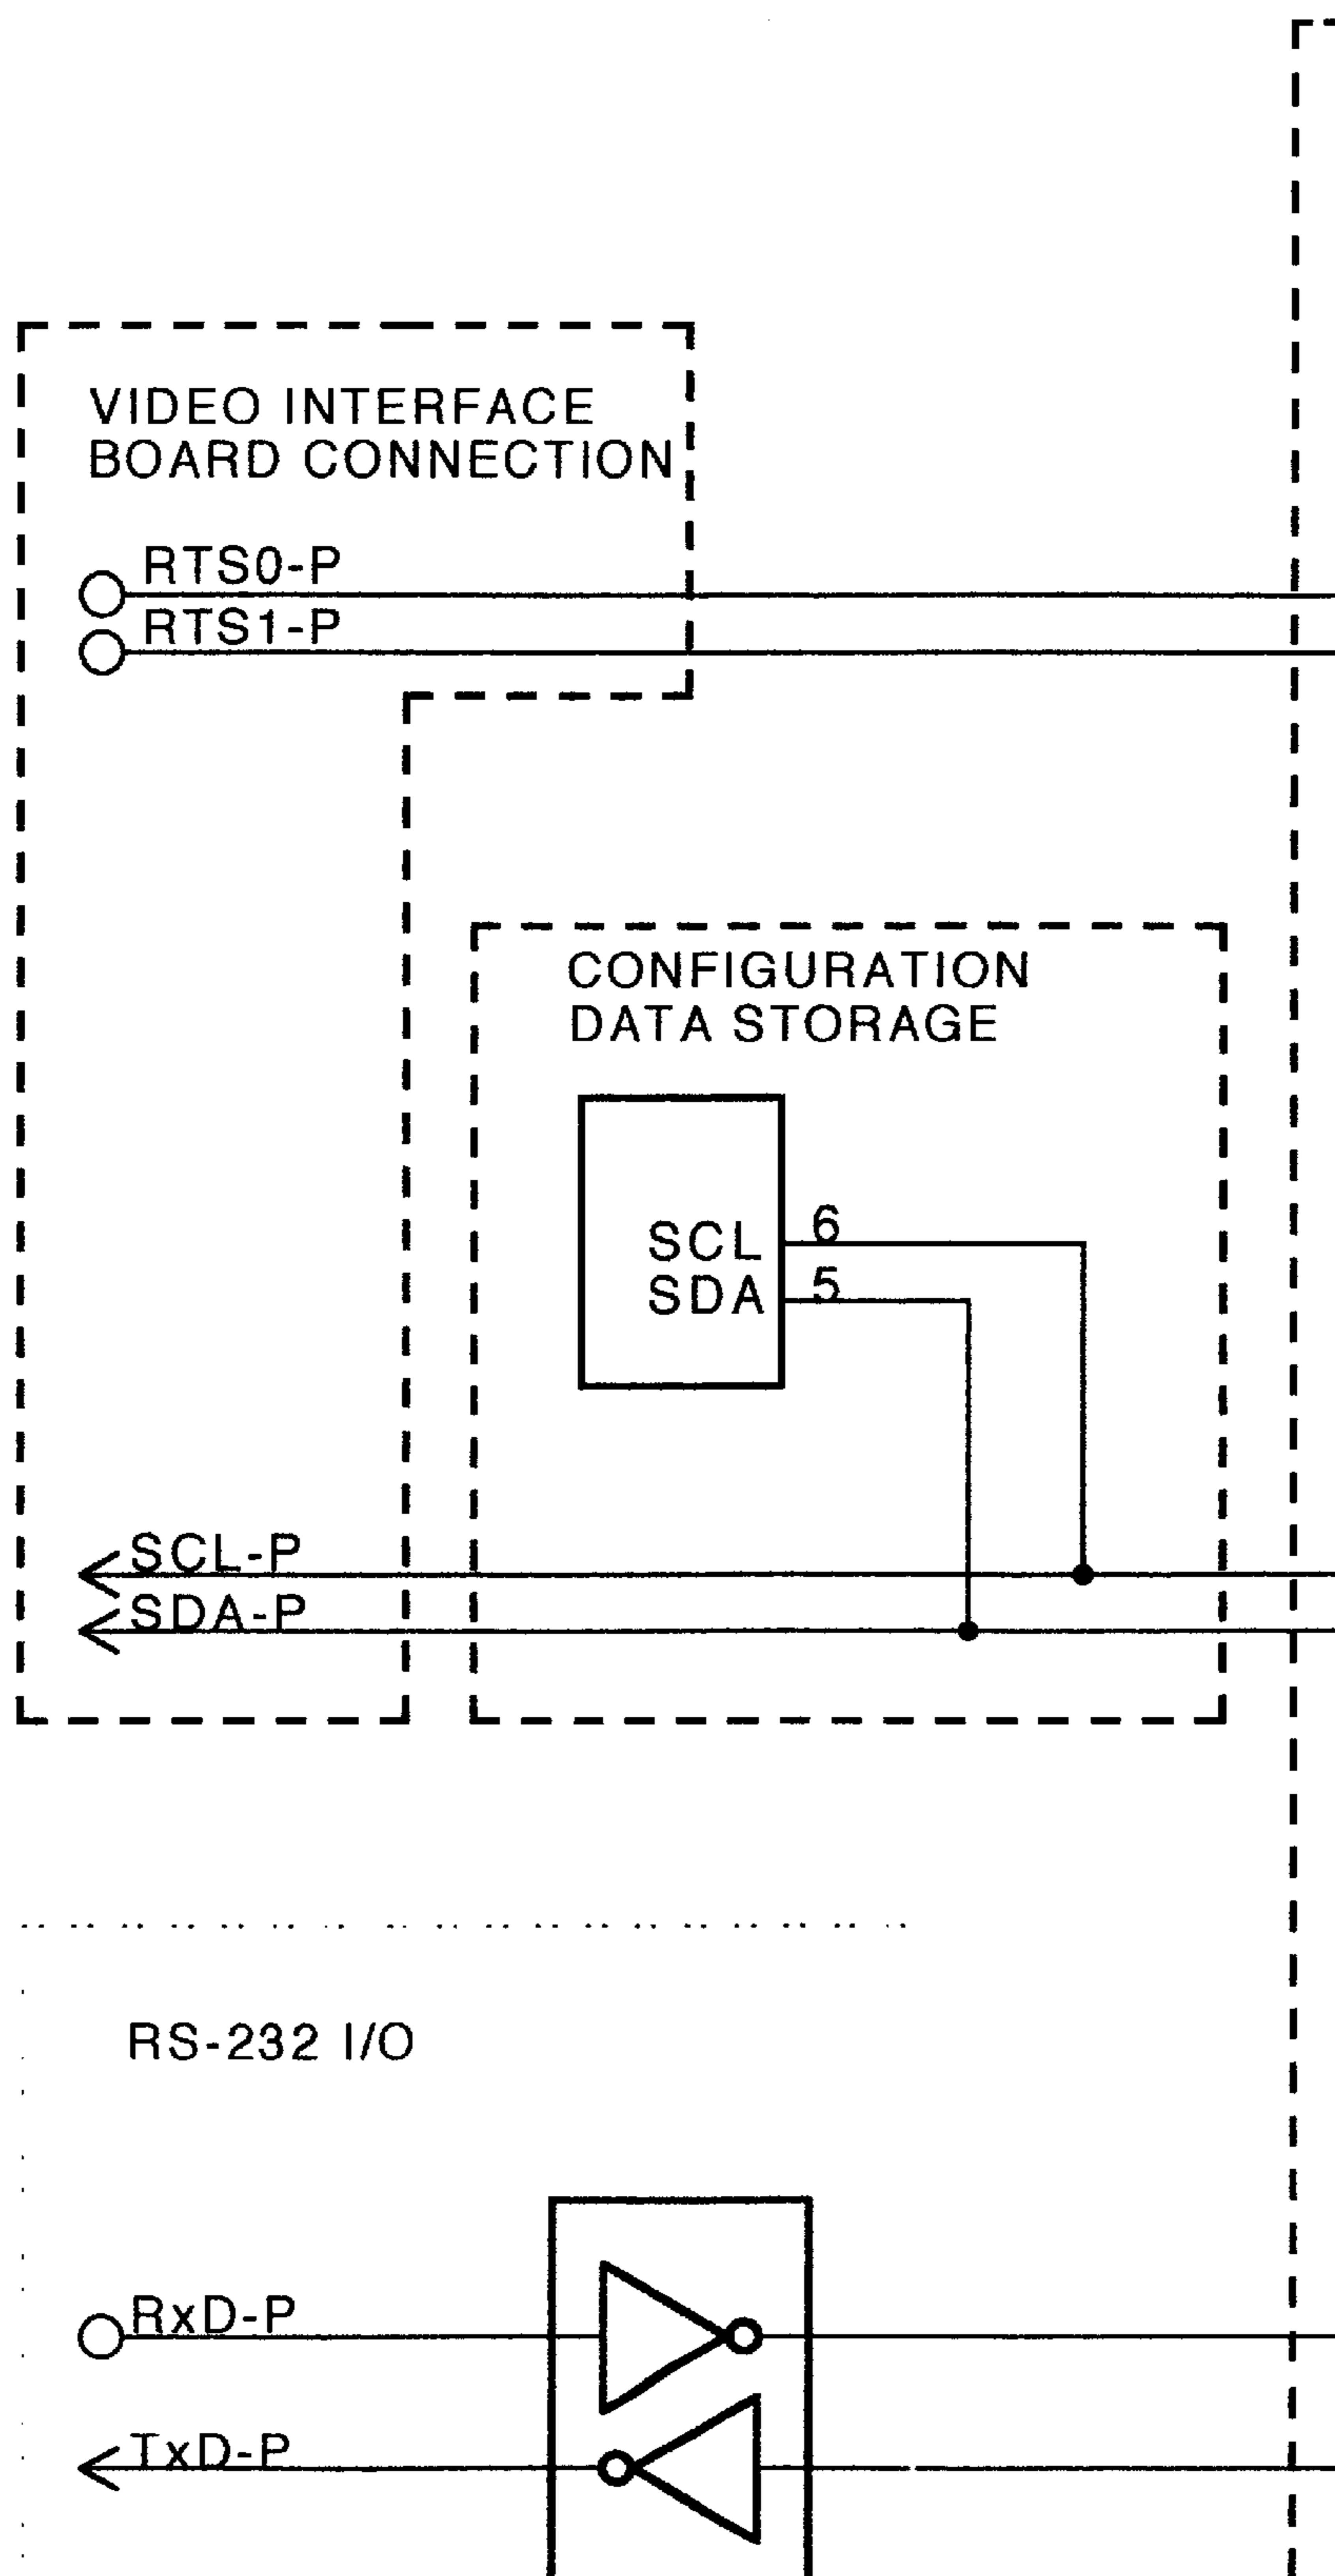 VIDEO INTERFACE
BOARD CONNECTION
RTS0-P
RTS1-P
CONFIGURATION
DATA STORAGE
SCL 6
SDA 5
SCL-P
SDA-P
RS-232 I/O
RxD-P
TxD-P